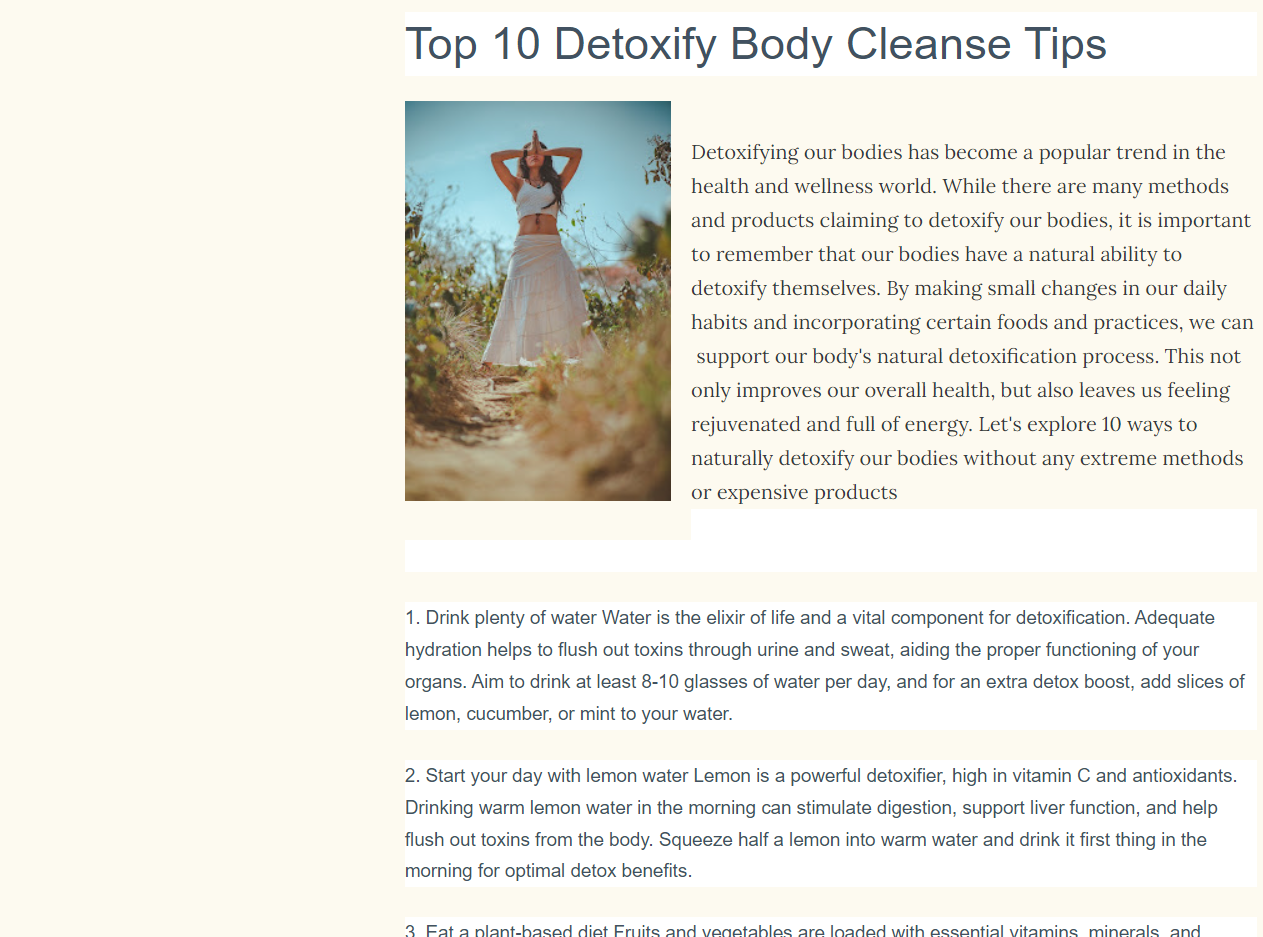 Top 10 Detoxify Body Cleanse Tips
Detoxifying our bodies has become a popular trend in the
health and wellness world. While there are many methods
and products claiming to detoxify our bodies, it is important
to remember that our bodies have a natural ability to
detoxify themselves. By making small changes in our daily
habits and incorporating certain foods and practices, we can
support our body's natural detoxification process. This not
only improves our overall health, but also leaves us feeling
rejuvenated and full of energy. Let's explore 10 ways to
naturally detoxify our bodies without any extreme methods
or expensive products
1. Drink plenty of water Water is the elixir of life and a vital component for detoxification. Adequate
hydration helps to flush out toxins through urine and sweat, aiding the proper functioning of your
organs. Aim to drink at least 8-10 glasses of water per day, and for an extra detox boost, add slices of
lemon, cucumber, or mint to your water.
2. Start your day with lemon water Lemon is a powerful detoxifier, high in vitamin C and antioxidants.
Drinking warm lemon water in the morning can stimulate digestion, support liver function, and help
flush out toxins from the body. Squeeze half a lemon into warm water and drink it first thing in the
morning for optimal detox benefits.
3. Eat a plant-based diet Fruits and vegetables are loaded with essential vitamins, minerals, and